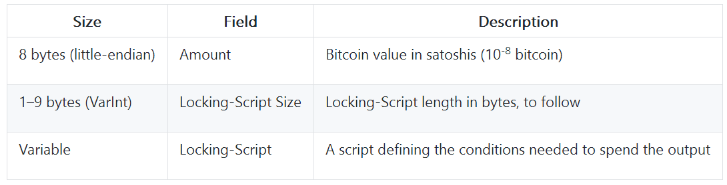 Size Field Description
8 bytes (little-endian) Amount Bitcoin value in satoshis (10⁻⁸ bitcoin)
1–9 bytes (VarInt) Locking-Script Size Locking-Script length in bytes, to follow
Variable Locking-Script A script defining the conditions needed to spend the output